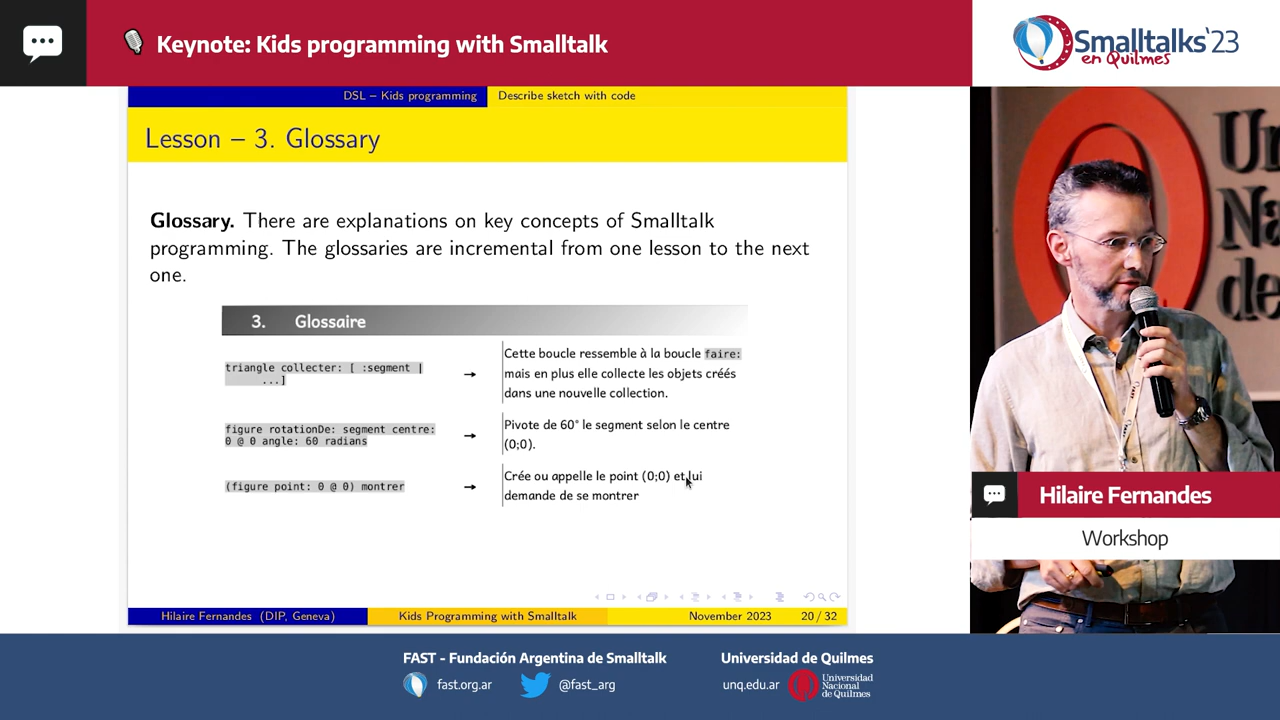 Keynote: Kids programming with Smalltalk
Smalltalks'23
en Quilmes
DSL – Kids programming
Describe sketch with code
Lesson – 3. Glossary
Glossary. There are explanations on key concepts of Smalltalk
programming. The glossaries are incremental from one lesson to the next
one.
3. Glossaire
triangle collecter: [ :segment |
...]
→
Cette boucle ressemble à la boucle faire:
mais en plus elle collecte les objets créés
dans une nouvelle collection.
figure rotationDe: segment centre:
0 @ 0 angle: 60 radians
→
Pivote de 60° le segment selon le centre
(0;0).
(figure point: 0 @ 0) montrer
→
Crée ou appelle le point (0;0) et lui
demande de se montrer
Hilaire Fernandes (DIP, Geneva)
Kids Programming with Smalltalk
November 2023
20 / 32
Hilaire Fernandes
Workshop
FAST - Fundación Argentina de Smalltalk
fast.org.ar
@fast_arg
Universidad de Quilmes
unq.edu.ar
Universidad
Nacional
de Quilmes
Un
Na
de